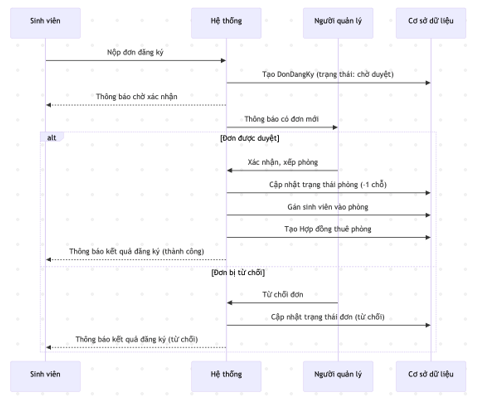 Sinh viên
Hệ thống
Người quản lý
Cơ sở dữ liệu
Nộp đơn đăng ký
Tạo DonDangKy (trạng thái: chờ duyệt)
Thông báo chờ xác nhận
Thông báo có đơn mới
alt
[Đơn được duyệt]
Xác nhận, xếp phòng
Cập nhật trạng thái phòng (-1 chỗ)
Gán sinh viên vào phòng
Tạo Hợp đồng thuê phòng
Thông báo kết quả đăng ký (thành công)
[Đơn bị từ chối]
Từ chối đơn
Cập nhật trạng thái đơn (từ chối)
Thông báo kết quả đăng ký (từ chối)
Sinh viên
Hệ thống
Người quản lý
Cơ sở dữ liệu